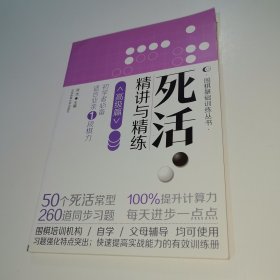 围棋基础训练丛书
死活
精讲与精练
<高级篇>
初学者必备
适合业余1段棋力
50个死活常型
260道同步习题
100%提升计算力
每天进步一点点
围棋培训机构/自学/父母辅导 均可使用
习题强化特点突出；快速提高实战能力的有效训练册